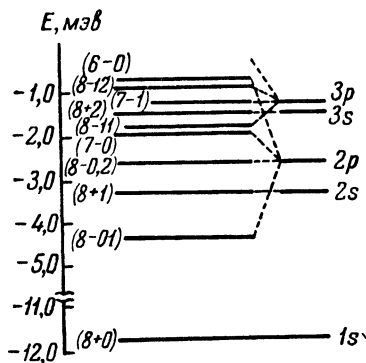 E, мэв
(6-0)
(8-12)
-1,0
(7-1)
3p
(8+2)
3s
(8-11)
-2,0
(7-0)
(8-0,2)
2p
-3,0
(8+1)
2s
-4,0
(8-01)
-5,0
-11,0
(8+0)
1s
-12,0